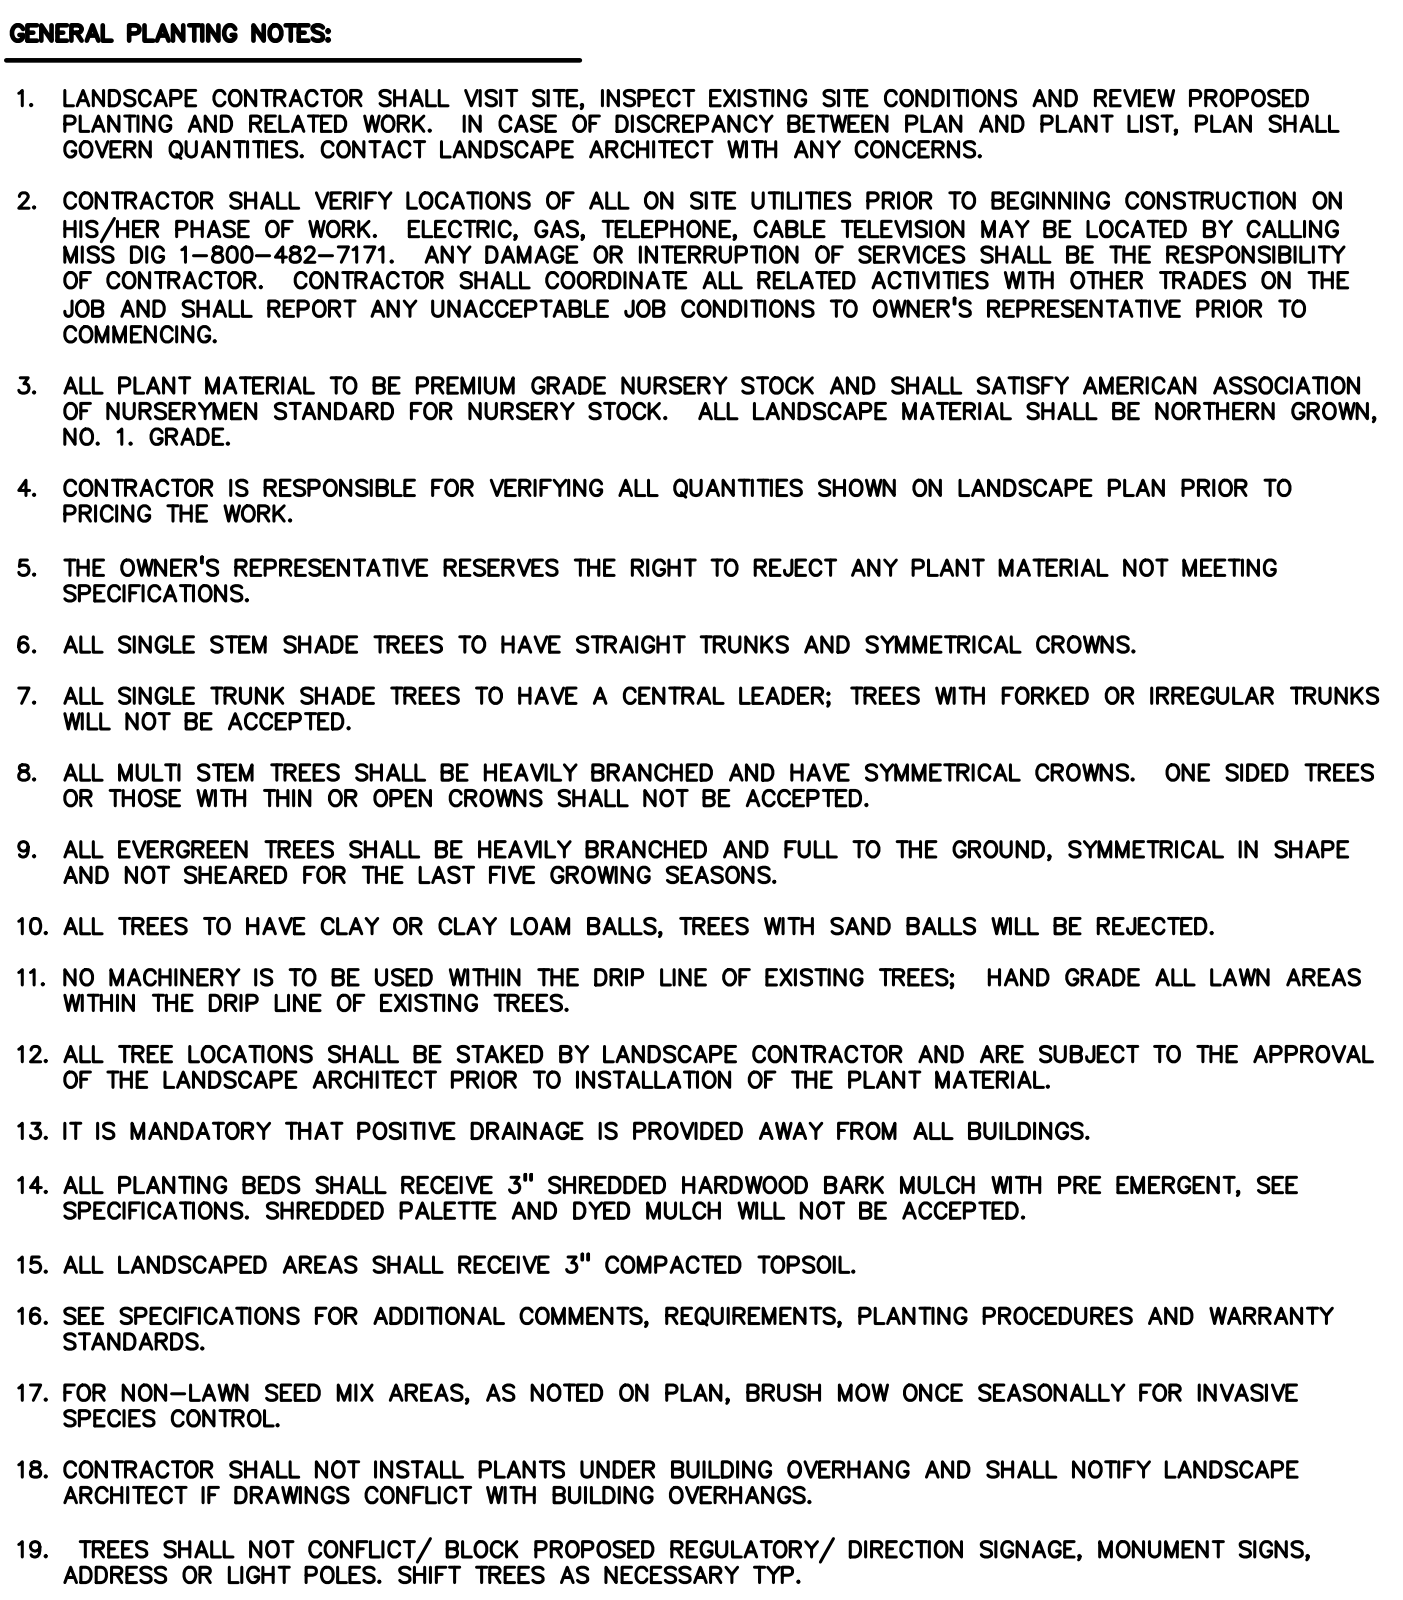 GENERAL PLANTING NOTES:
1. LANDSCAPE CONTRACTOR SHALL VISIT SITE, INSPECT EXISTING SITE CONDITIONS AND REVIEW PROPOSED
PLANTING AND RELATED WORK. IN CASE OF DISCREPANCY BETWEEN PLAN AND PLANT LIST, PLAN SHALL
GOVERN QUANTITIES. CONTACT LANDSCAPE ARCHITECT WITH ANY CONCERNS.
2. CONTRACTOR SHALL VERIFY LOCATIONS OF ALL ON SITE UTILITIES PRIOR TO BEGINNING CONSTRUCTION ON
HIS/HER PHASE OF WORK. ELECTRIC, GAS, TELEPHONE, CABLE TELEVISION MAY BE LOCATED BY CALLING
MISS DIG 1-800-482-7171. ANY DAMAGE OR INTERRUPTION OF SERVICES SHALL BE THE RESPONSIBILITY
OF CONTRACTOR. CONTRACTOR SHALL COORDINATE ALL RELATED ACTIVITIES WITH OTHER TRADES ON THE
JOB AND SHALL REPORT ANY UNACCEPTABLE JOB CONDITIONS TO OWNER'S REPRESENTATIVE PRIOR TO
COMMENCING.
3. ALL PLANT MATERIAL TO BE PREMIUM GRADE NURSERY STOCK AND SHALL SATISFY AMERICAN ASSOCIATION
OF NURSERYMEN STANDARD FOR NURSERY STOCK. ALL LANDSCAPE MATERIAL SHALL BE NORTHERN GROWN,
NO. 1. GRADE.
4. CONTRACTOR IS RESPONSIBLE FOR VERIFYING ALL QUANTITIES SHOWN ON LANDSCAPE PLAN PRIOR TO
PRICING THE WORK.
5. THE OWNER'S REPRESENTATIVE RESERVES THE RIGHT TO REJECT ANY PLANT MATERIAL NOT MEETING
SPECIFICATIONS.
6. ALL SINGLE STEM SHADE TREES TO HAVE STRAIGHT TRUNKS AND SYMMETRICAL CROWNS.
7. ALL SINGLE TRUNK SHADE TREES TO HAVE A CENTRAL LEADER; TREES WITH FORKED OR IRREGULAR TRUNKS
WILL NOT BE ACCEPTED.
8. ALL MULTI STEM TREES SHALL BE HEAVILY BRANCHED AND HAVE SYMMETRICAL CROWNS. ONE SIDED TREES
OR THOSE WITH THIN OR OPEN CROWNS SHALL NOT BE ACCEPTED.
9. ALL EVERGREEN TREES SHALL BE HEAVILY BRANCHED AND FULL TO THE GROUND, SYMMETRICAL IN SHAPE
AND NOT SHEARED FOR THE LAST FIVE GROWING SEASONS.
10. ALL TREES TO HAVE CLAY OR CLAY LOAM BALLS, TREES WITH SAND BALLS WILL BE REJECTED.
11. NO MACHINERY IS TO BE USED WITHIN THE DRIP LINE OF EXISTING TREES; HAND GRADE ALL LAWN AREAS
WITHIN THE DRIP LINE OF EXISTING TREES.
12. ALL TREE LOCATIONS SHALL BE STAKED BY LANDSCAPE CONTRACTOR AND ARE SUBJECT TO THE APPROVAL
OF THE LANDSCAPE ARCHITECT PRIOR TO INSTALLATION OF THE PLANT MATERIAL.
13. IT IS MANDATORY THAT POSITIVE DRAINAGE IS PROVIDED AWAY FROM ALL BUILDINGS.
14. ALL PLANTING BEDS SHALL RECEIVE 3" SHREDDED HARDWOOD BARK MULCH WITH PRE EMERGENT, SEE
SPECIFICATIONS. SHREDDED PALETTE AND DYED MULCH WILL NOT BE ACCEPTED.
15. ALL LANDSCAPED AREAS SHALL RECEIVE 3" COMPACTED TOPSOIL.
16. SEE SPECIFICATIONS FOR ADDITIONAL COMMENTS, REQUIREMENTS, PLANTING PROCEDURES AND WARRANTY
STANDARDS.
17. FOR NON-LAWN SEED MIX AREAS, AS NOTED ON PLAN, BRUSH MOW ONCE SEASONALLY FOR INVASIVE
SPECIES CONTROL.
18. CONTRACTOR SHALL NOT INSTALL PLANTS UNDER BUILDING OVERHANG AND SHALL NOTIFY LANDSCAPE
ARCHITECT IF DRAWINGS CONFLICT WITH BUILDING OVERHANGS.
19. TREES SHALL NOT CONFLICT/ BLOCK PROPOSED REGULATORY/ DIRECTION SIGNAGE, MONUMENT SIGNS,
ADDRESS OR LIGHT POLES. SHIFT TREES AS NECESSARY TYP.